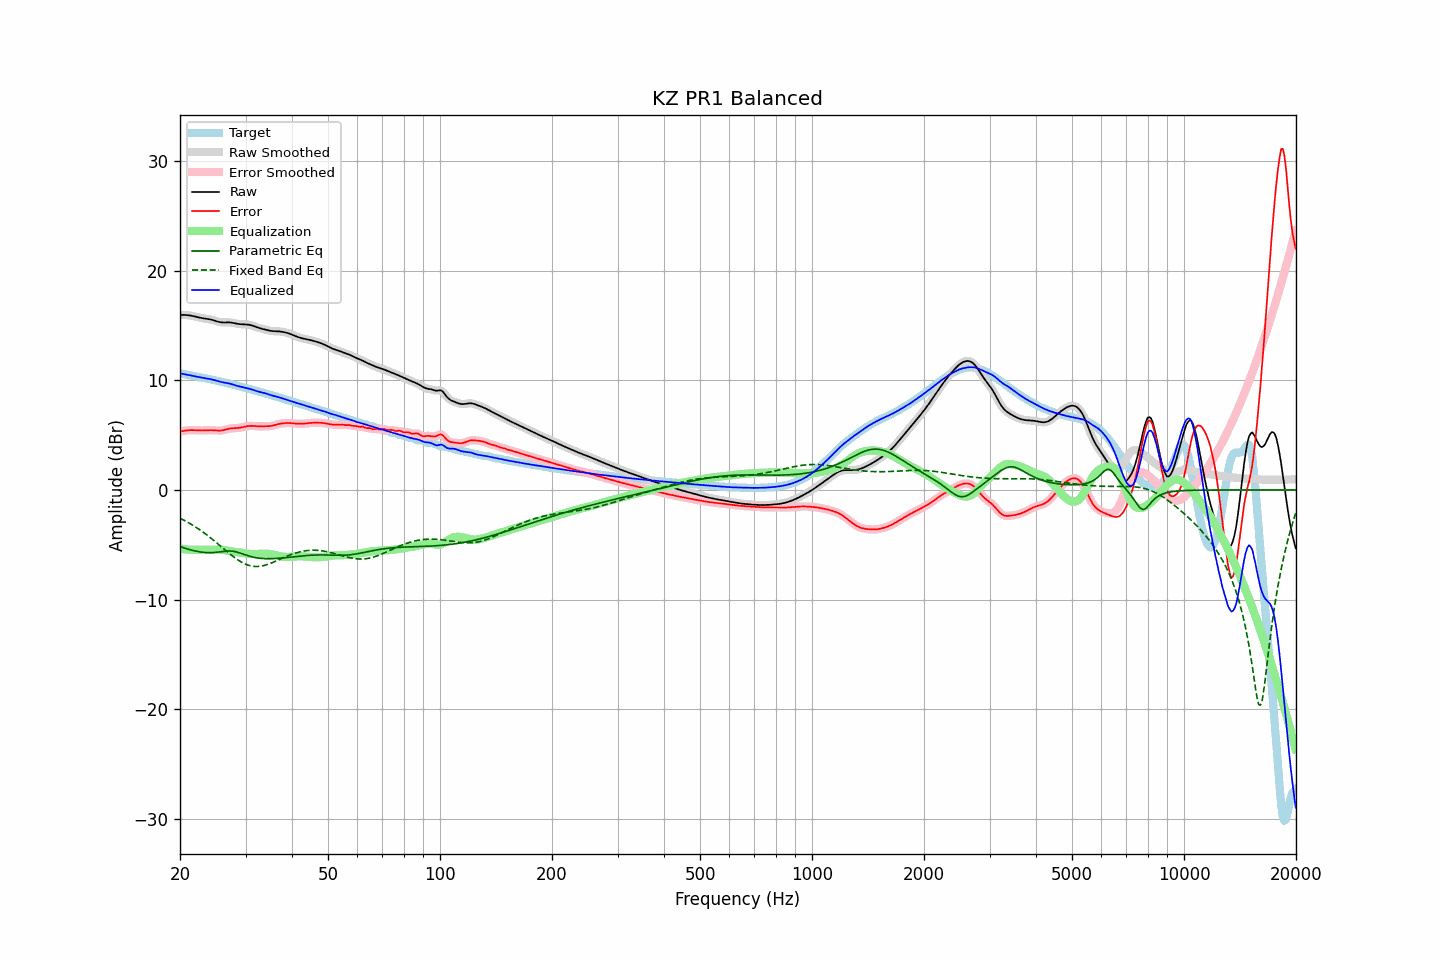 KZ PR1 Balanced
Target
Raw Smoothed
Error Smoothed
Raw
Error
Equalization
Parametric Eq
Fixed Band Eq
Equalized
Amplitude (dBr)
30
20
10
0
−10
−20
−30
20
50
100
200
500
1000
2000
5000
10000
20000
Frequency (Hz)